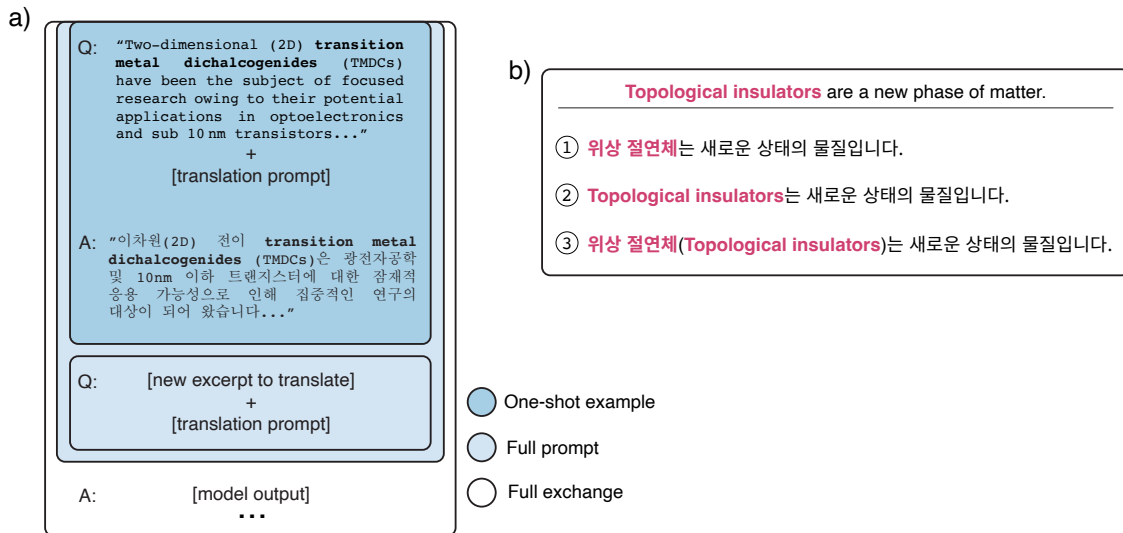 a)
Q: "Two-dimensional (2D) transition
metal dichalcogenides (TMDCs)
have been the subject of focused
research owing to their potential
applications in optoelectronics
and sub 10 nm transistors..."
+
[translation prompt]
A: "이차원(2D) 전이 transition metal
dichalcogenides (TMDCs)은 광전자공학
및 10nm 이하 트랜지스터에 대한 잠재적
응용 가능성으로 인해 집중적인 연구의
대상이 되어 왔습니다..."
Q: [new excerpt to translate]
+
[translation prompt]
A: [model output]
...
One-shot example
Full prompt
Full exchange
b)
Topological insulators are a new phase of matter.
① 위상 절연체는 새로운 상태의 물질입니다.
② Topological insulators는 새로운 상태의 물질입니다.
③ 위상 절연체(Topological insulators)는 새로운 상태의 물질입니다.